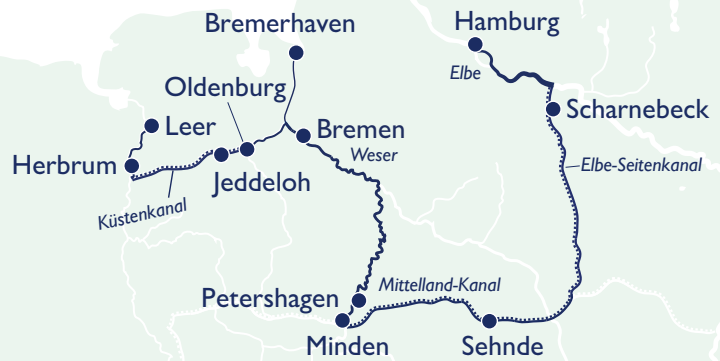 Bremerhaven
Hamburg
Elbe
Oldenburg
Leer
Bremen
Scharnebeck
Weser
Herbrum
Jeddeloh
Elbe-Seitenkanal
Küstenkanal
Mittelland-Kanal
Petershagen
Minden
Sehnde